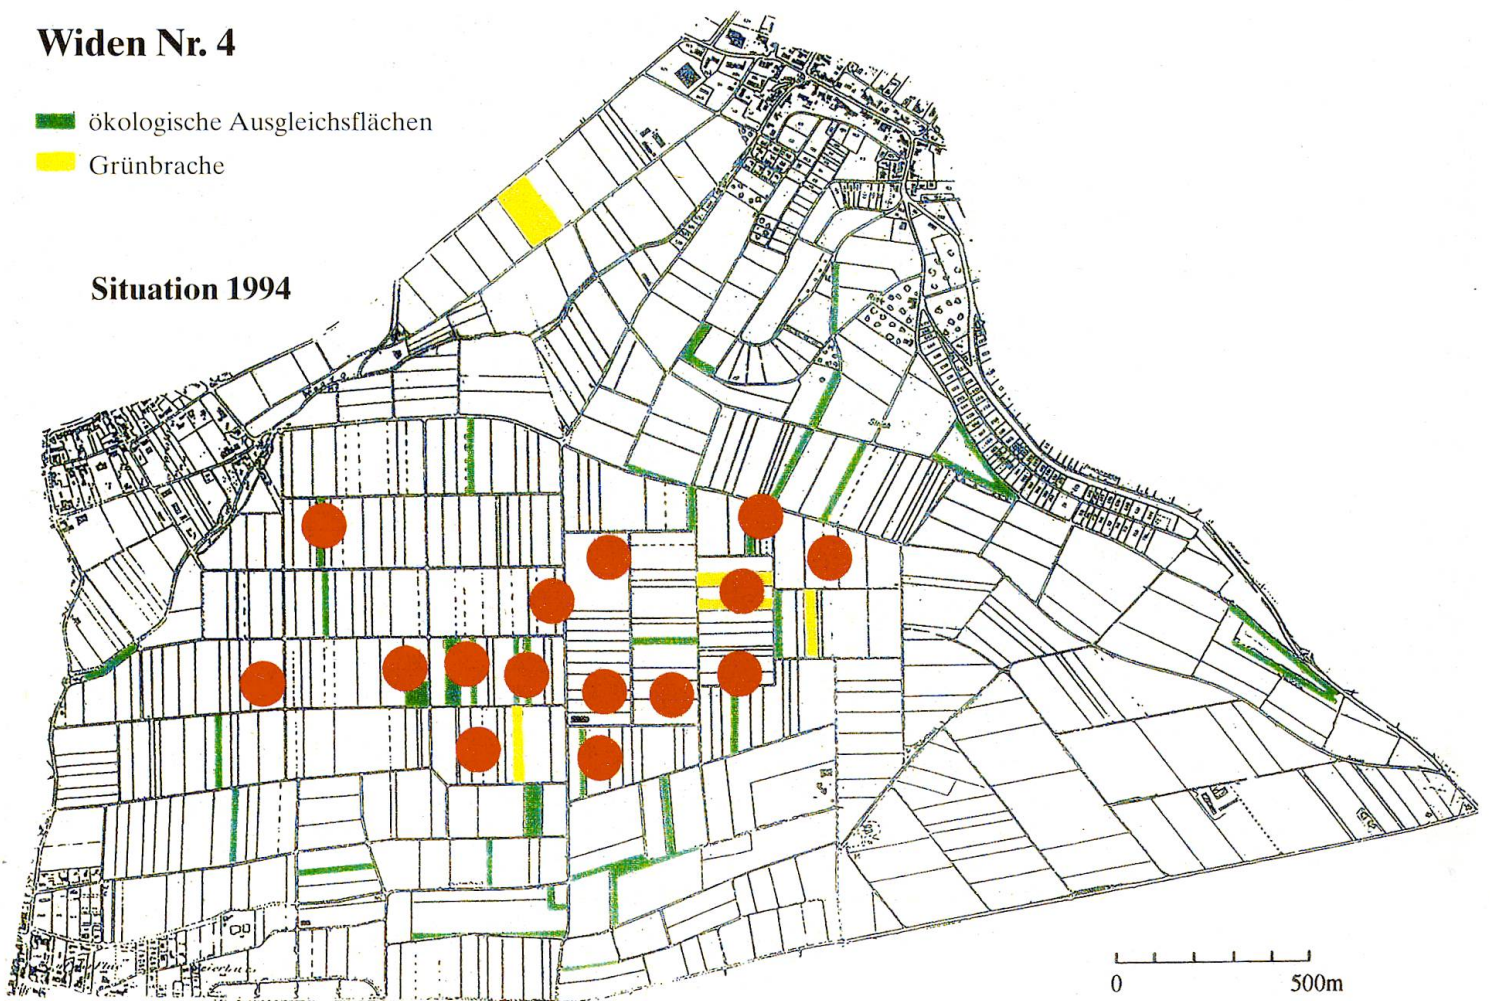 Widen Nr. 4
ökologische Ausgleichsflächen
Grünbrache
Situation 1994
0
500m